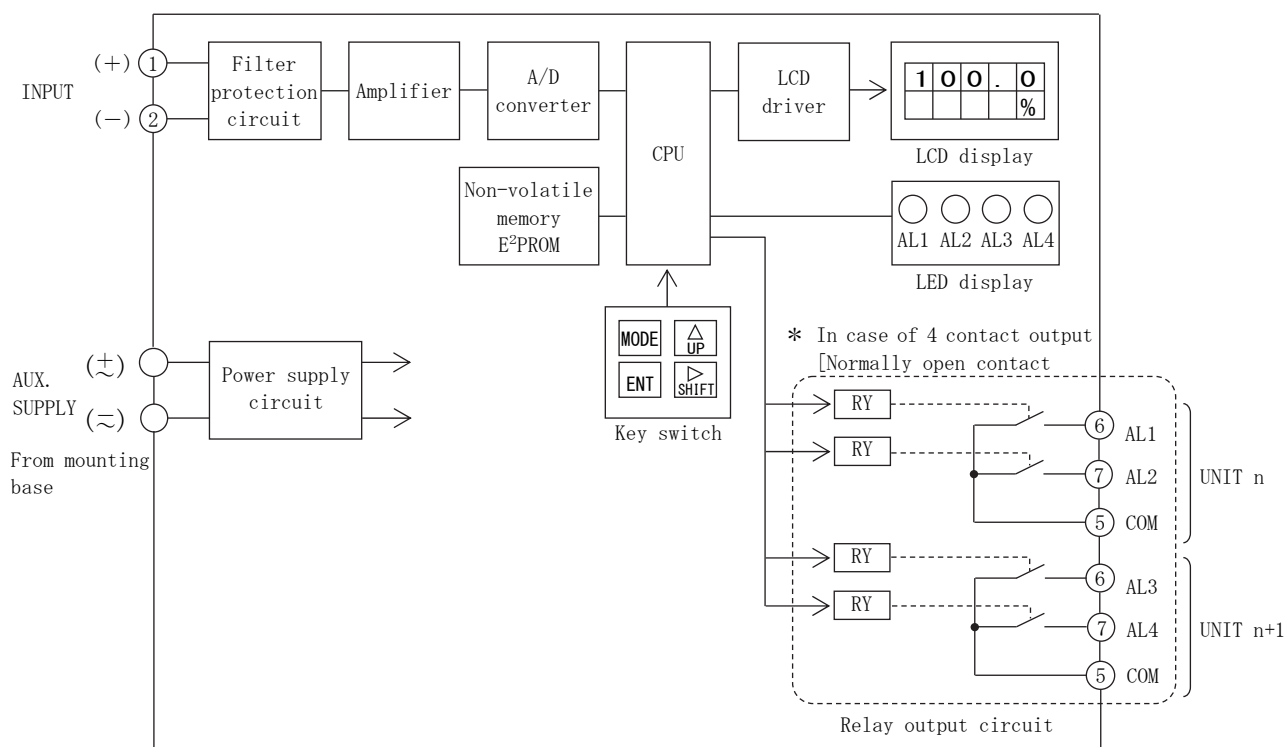 INPUT
(+) 1
(-) 2
Filter
protection
circuit
Amplifier
A/D
converter
CPU
LCD
driver
100.0
%
LCD display
Non-volatile
memory
E²PROM
AL1 AL2 AL3 AL4
LED display
MODE
UP
ENT
SHIFT
Key switch
AUX.
SUPPLY
(±~)
(=~)
From mounting
base
Power supply
circuit
* In case of 4 contact output
[Normally open contact
RY
RY
RY
RY
6 AL1
7 AL2
5 COM
UNIT n
6 AL3
7 AL4
5 COM
UNIT n+1
Relay output circuit